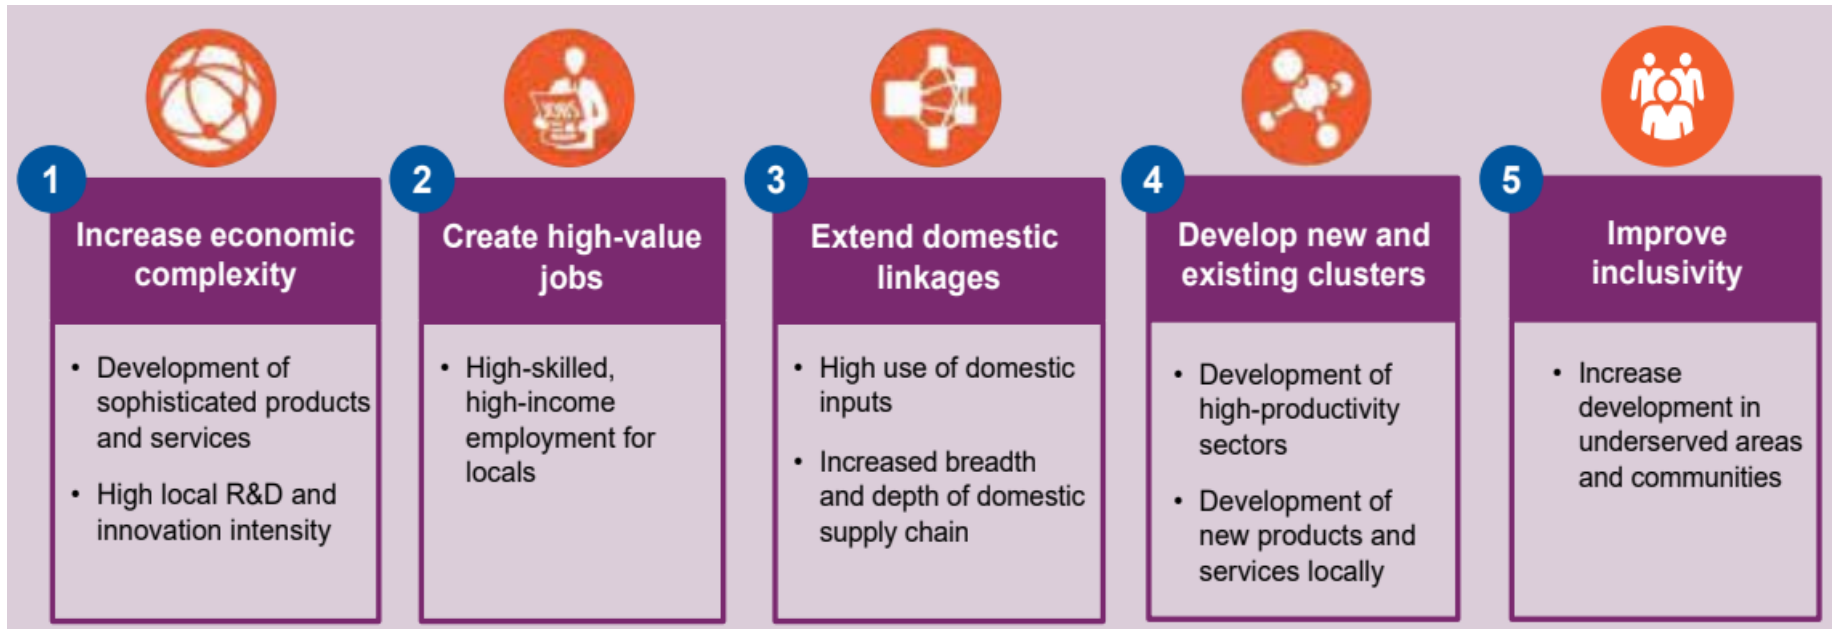 1
Increase economic
complexity
• Development of
sophisticated products
and services
• High local R&D and
innovation intensity
2
Create high-value
jobs
• High-skilled,
high-income
employment for
locals
3
Extend domestic
linkages
• High use of domestic
inputs
• Increased breadth
and depth of domestic
supply chain
4
Develop new and
existing clusters
• Development of
high-productivity
sectors
• Development of
new products and
services locally
5
Improve
inclusivity
• Increase
development in
underserved areas
and communities